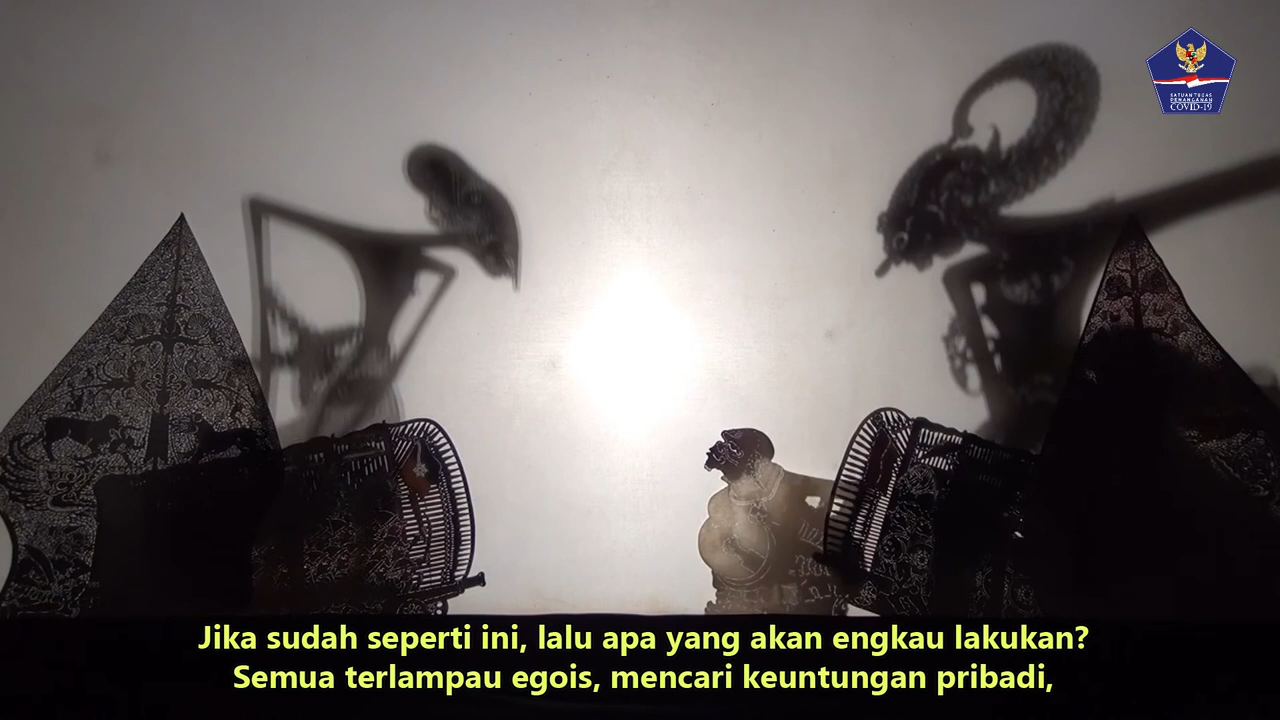 SATUAN TUGAS
PENANGANAN
COVID-19
Jika sudah seperti ini, lalu apa yang akan engkau lakukan?
Semua terlampau egois, mencari keuntungan pribadi,